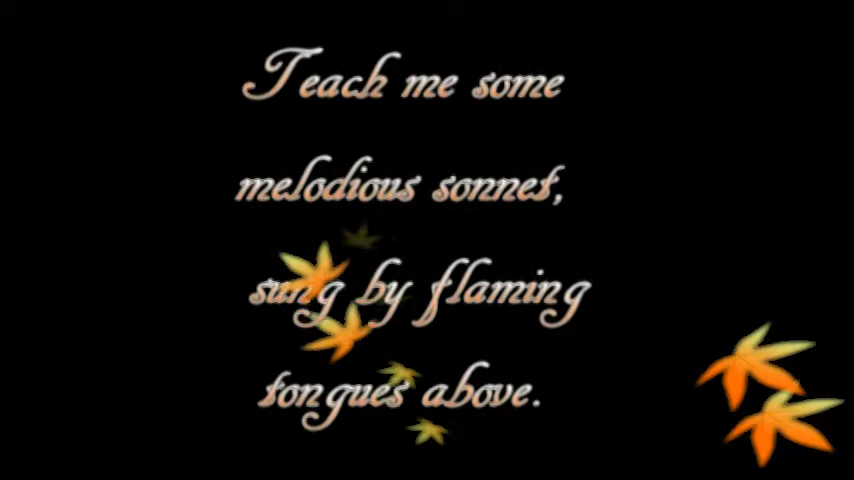 Teach me some
melodious sonnet,
sung by flaming
tongues above.